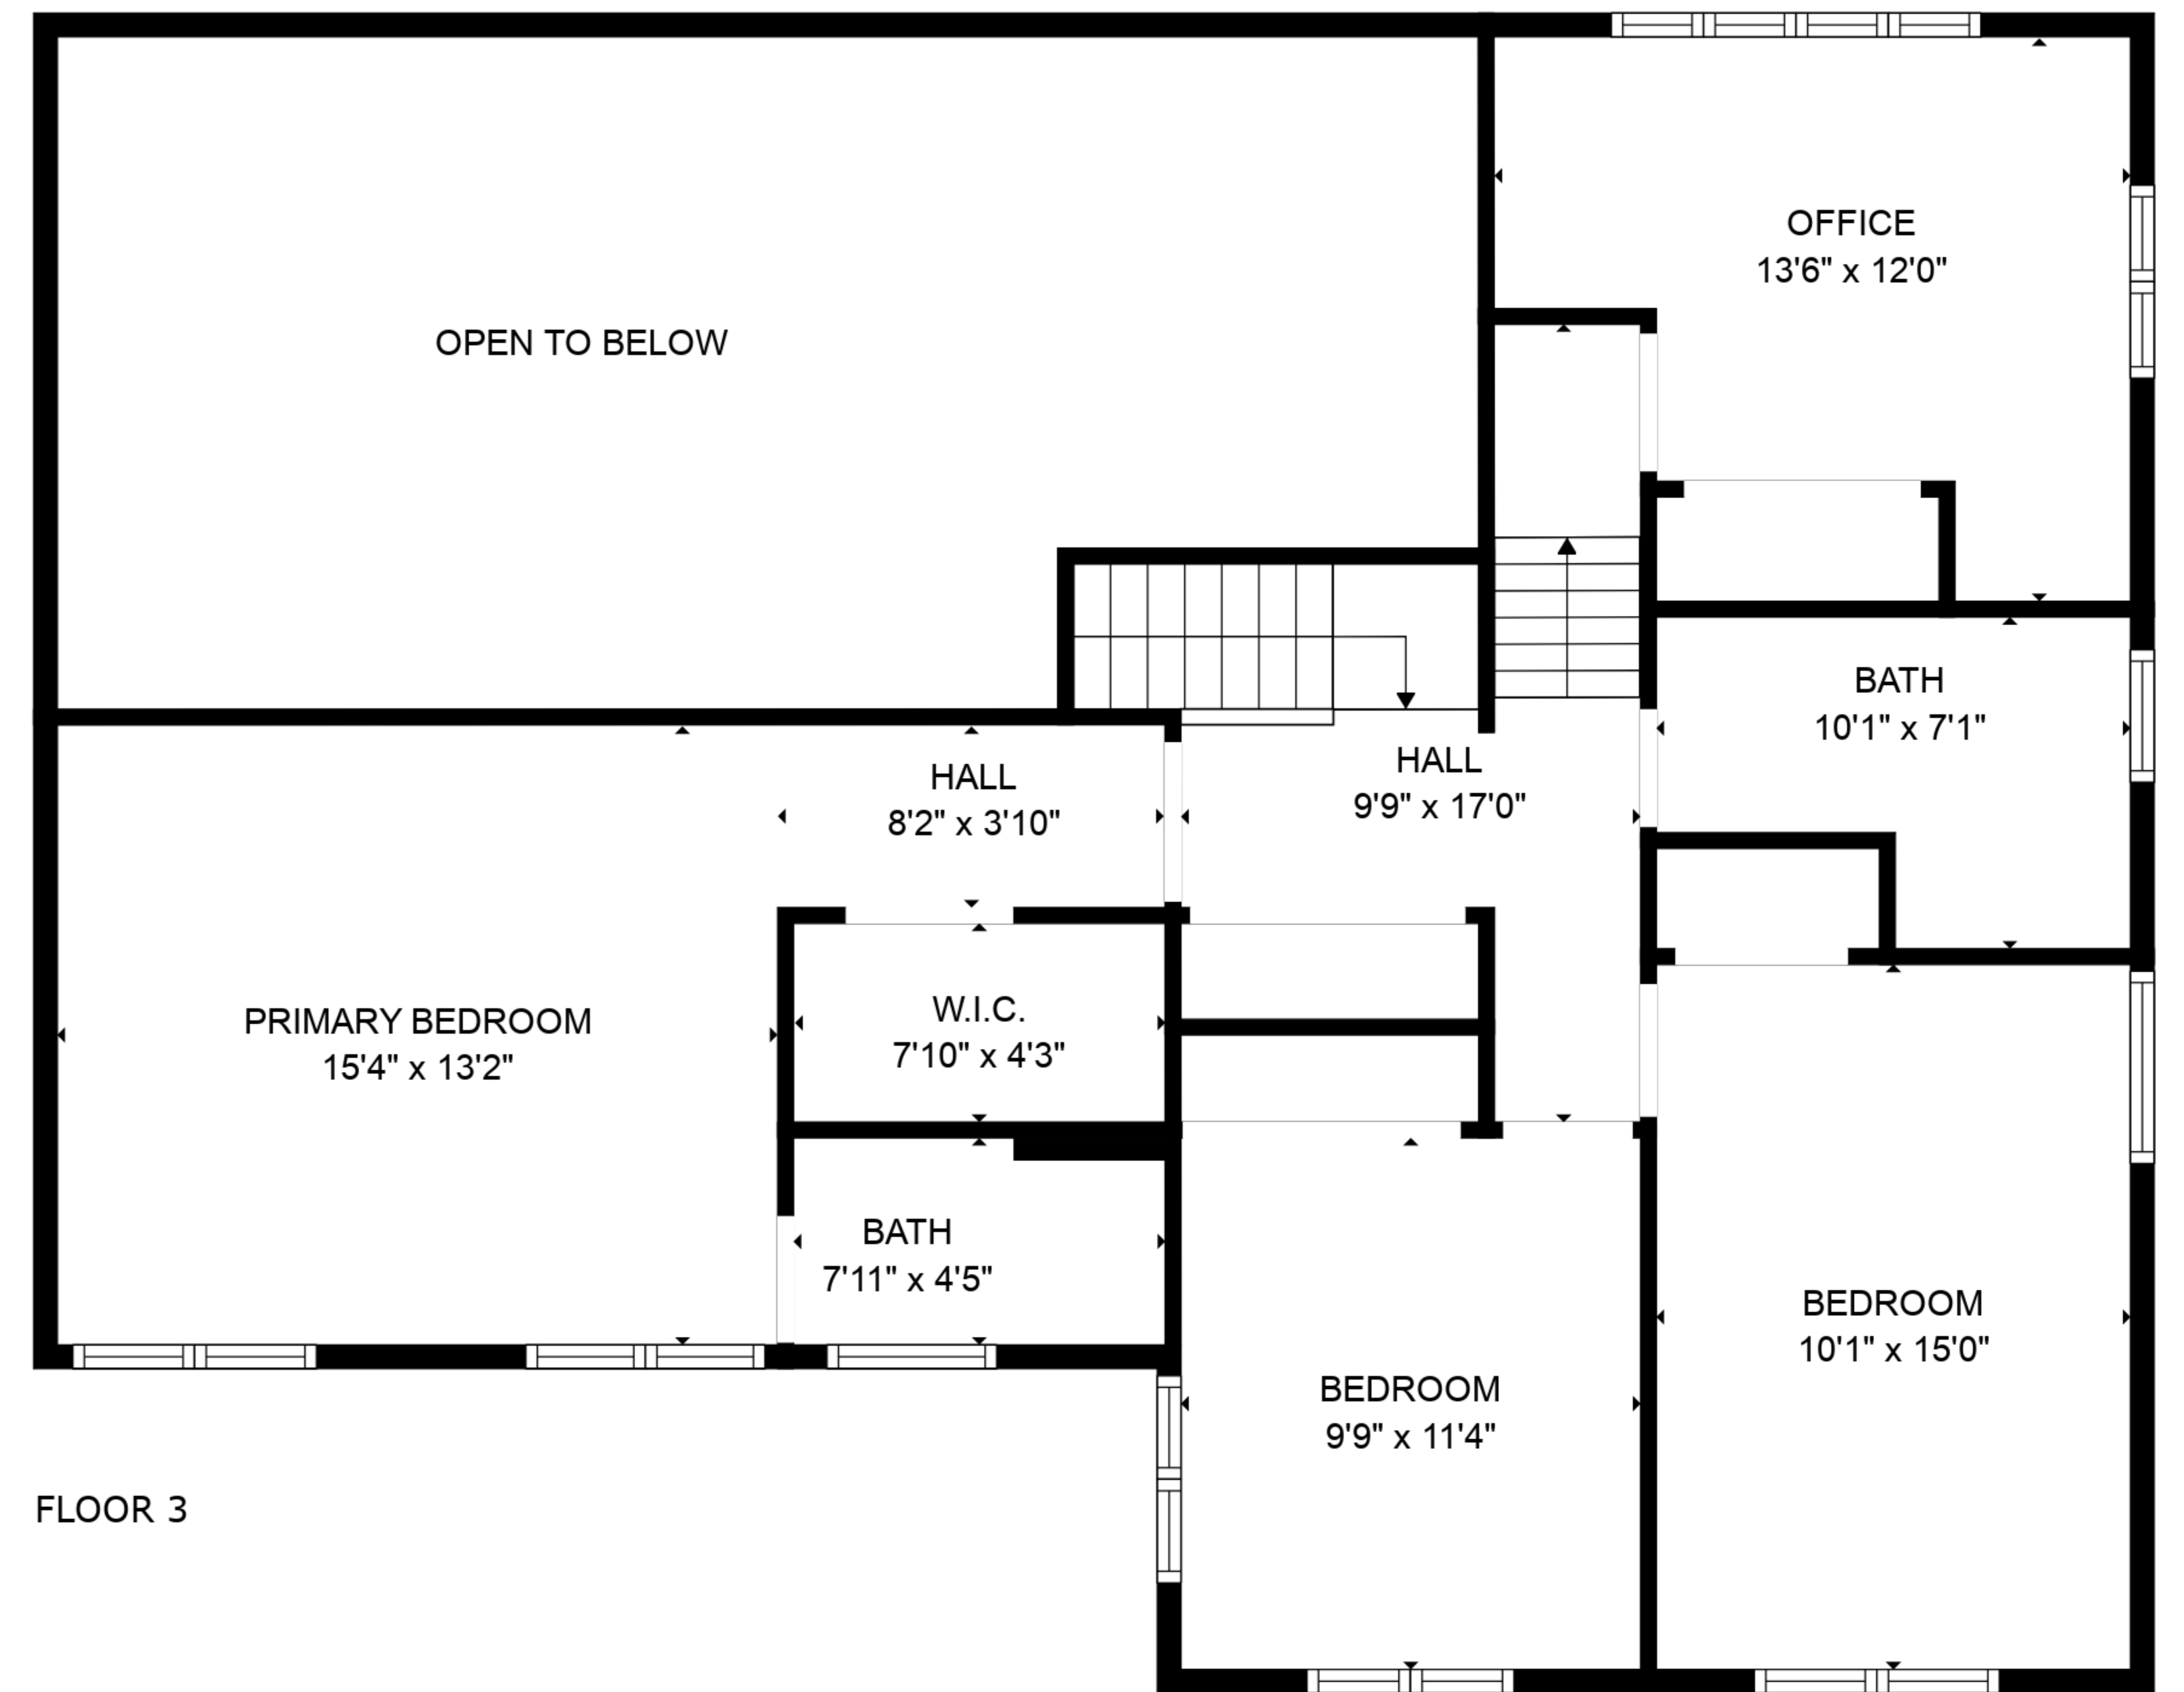 OFFICE
13'6" x 12'0"
OPEN TO BELOW
BATH
10'1" x 7'1"
HALL
9'9" x 17'0"
HALL
8'2" x 3'10"
W.I.C.
7'10" x 4'3"
PRIMARY BEDROOM
15'4" x 13'2"
BATH
7'11" x 4'5"
BEDROOM
10'1" x 15'0"
BEDROOM
9'9" x 11'4"
FLOOR 3